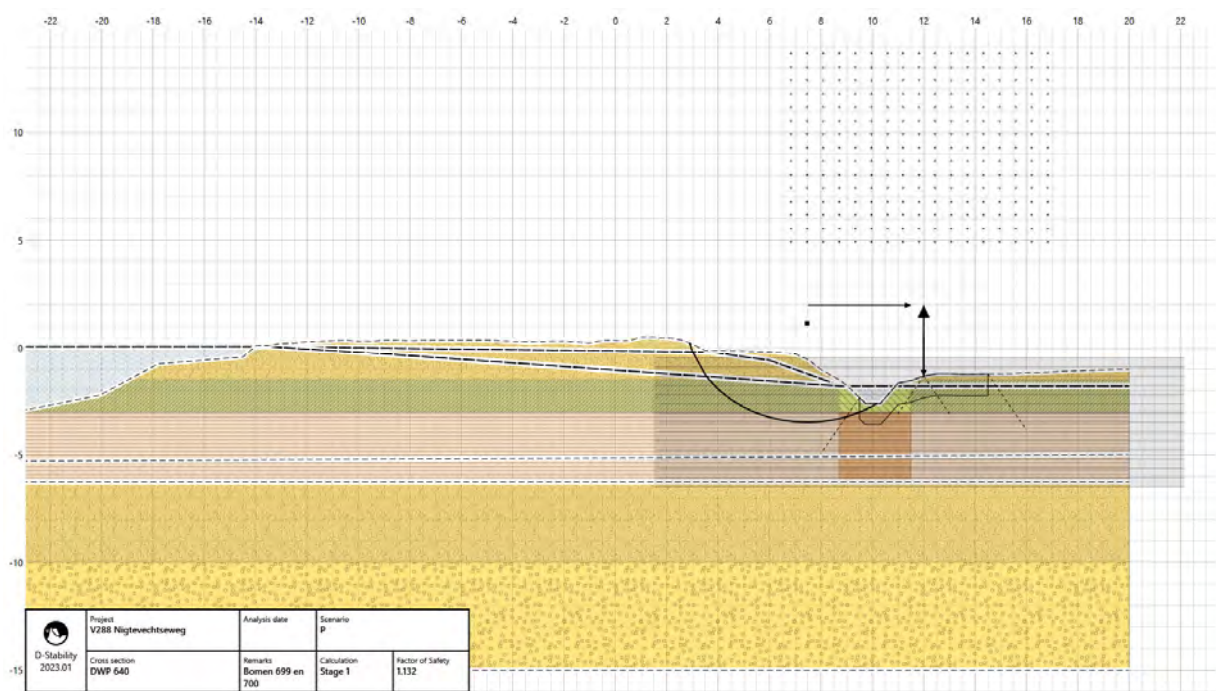 -22 -20 -18 -16 -14 -12 -10 -8 -6 -4 -2 0 2 4 6 8 10 12 14 16 18 20 22
10
5
0
-5
-10
-15
D-Stability
2023.01
Project
V288 Nigtevechtseweg
Analysis date
Scenario
P
Cross section
DWP 640
Remarks
Bomen 699 en
700
Calculation
Stage 1
Factor of Safety
1.132